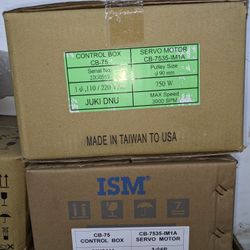 CONTROL BOX
CB-75
SERVO MOTOR
CB-7535-IM1A
Serial No.
Pulley Size
φ 90 mm
1 φ ,110 / 220 V
750 W
JUKI DNU
MAX Speed
3000 SPM
MADE IN TAIWAN TO USA
ISM®
CB-75
CONTROL BOX
CB-7535-IM1A
SERVO MOTOR